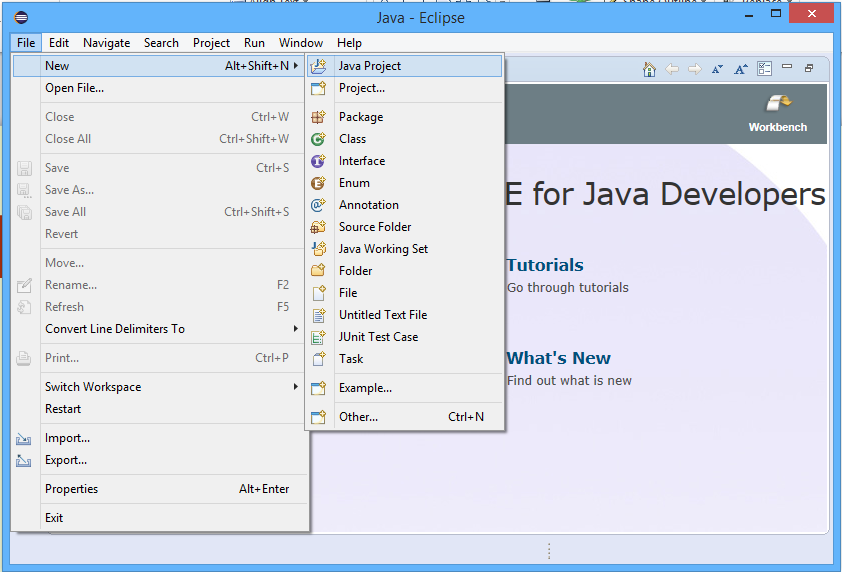 Java - Eclipse
File Edit Navigate Search Project Run Window Help
New Alt+Shift+N
Open File...
Close Ctrl+W
Close All Ctrl+Shift+W
Save Ctrl+S
Save As...
Save All Ctrl+Shift+S
Revert
Move...
Rename... F2
Refresh F5
Convert Line Delimiters To
Print... Ctrl+P
Switch Workspace
Restart
Import...
Export...
Properties Alt+Enter
Exit
Java Project
Project...
Package
Class
Interface
Enum
Annotation
Source Folder
Java Working Set
Folder
File
Untitled Text File
JUnit Test Case
Task
Example...
Other... Ctrl+N
Workbench
E for Java Developers
Tutorials
Go through tutorials
What's New
Find out what is new